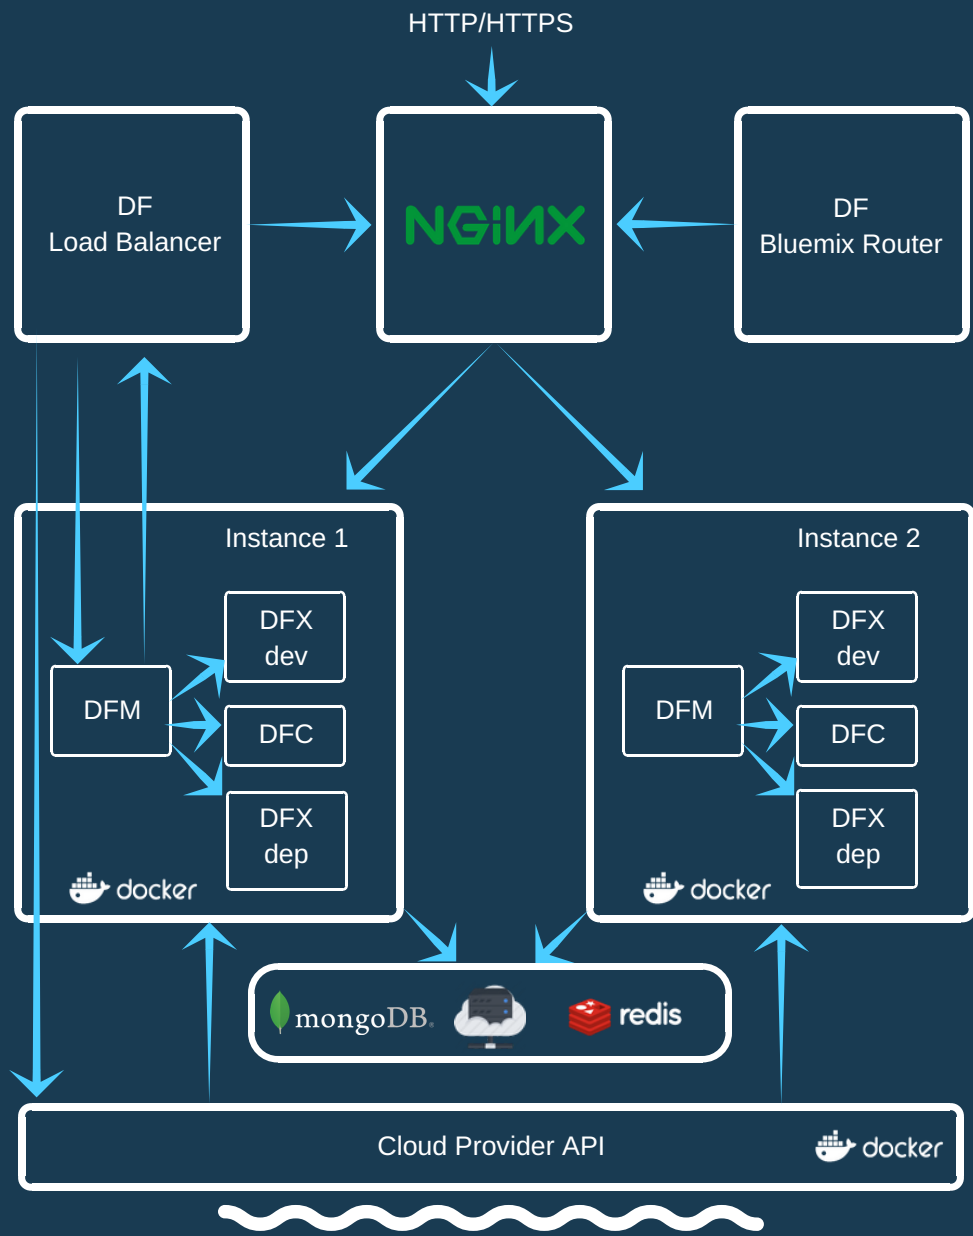 HTTP/HTTPS
DF
Load Balancer
NGiNX
DF
Bluemix Router
Instance 1
DFX
dev
DFM
DFC
DFX
dep
docker
Instance 2
DFX
dev
DFM
DFC
DFX
dep
docker
mongoDB
redis
Cloud Provider API
docker